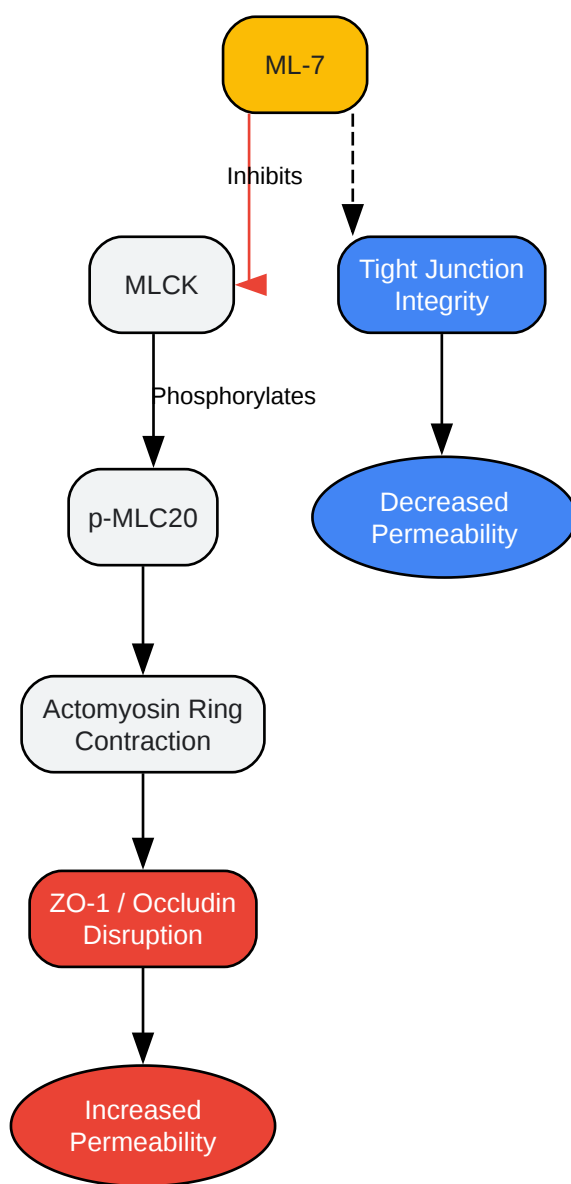 ML-7
Inhibits
MLCK
Tight Junction
Integrity
Phosphorylates
p-MLC20
Decreased
Permeability
Actomyosin Ring
Contraction
ZO-1 / Occludin
Disruption
Increased
Permeability